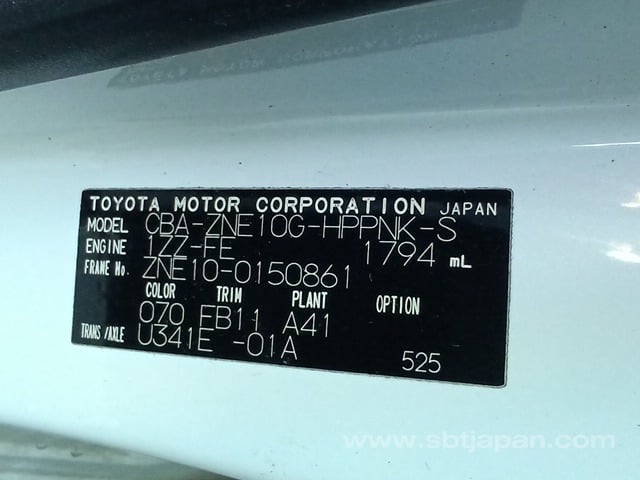 TOYOTA MOTOR CORPORATION JAPAN
MODEL CBA-ZNE10G-HPPNK-S
ENGINE 1ZZ-FE 1794 mL
FRAME No. ZNE10-0150861
COLOR TRIM PLANT OPTION
070 EB11 A41
TRANS/AXLE U341E -01A
525
www.sbtjapan.com